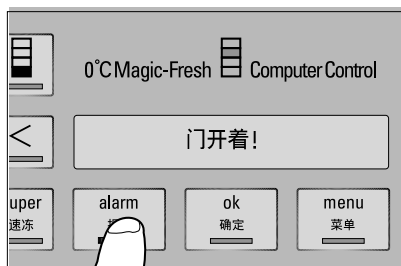 0°C Magic-Fresh Computer Control
<
门开着!
uper alarm ok menu
速冻 确定 菜单